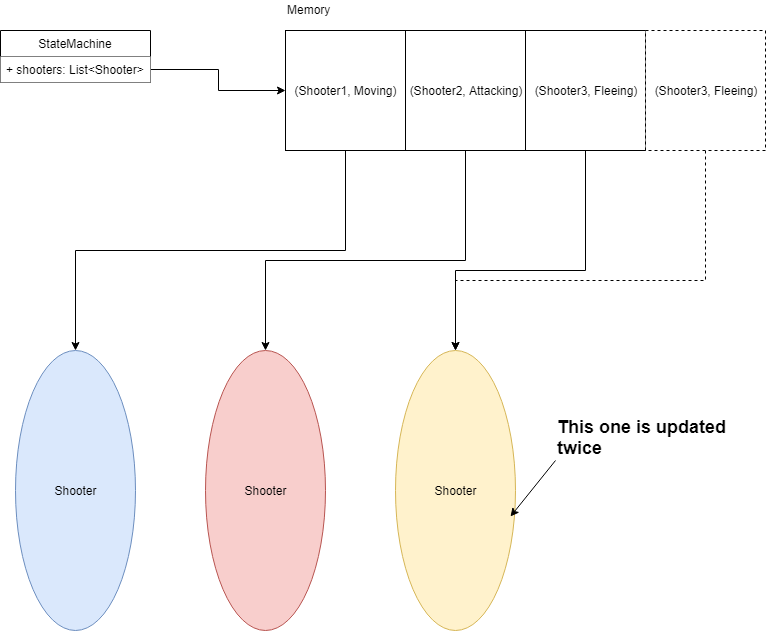 Memory
StateMachine
+ shooters: List<Shooter>
(Shooter1, Moving)
(Shooter2, Attacking)
(Shooter3, Fleeing)
(Shooter3, Fleeing)
This one is updated
twice
Shooter
Shooter
Shooter